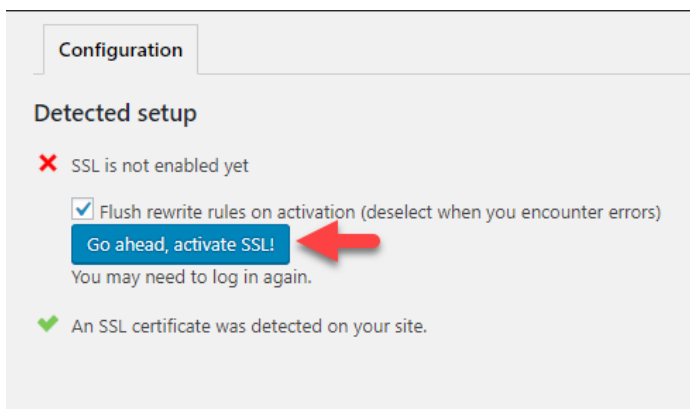 Configuration
Detected setup
SSL is not enabled yet
Flush rewrite rules on activation (deselect when you encounter errors)
Go ahead, activate SSL!
You may need to log in again.
An SSL certificate was detected on your site.